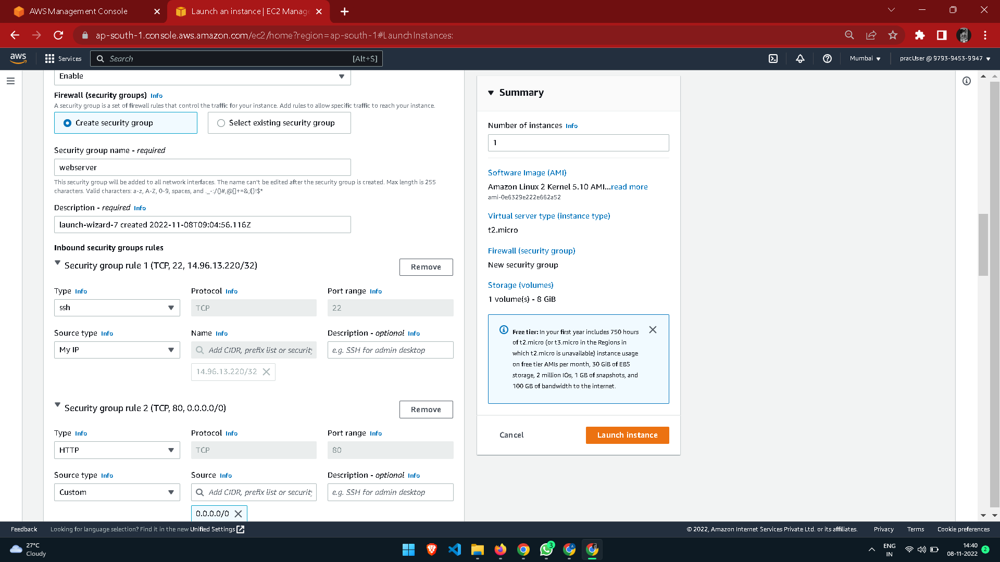 AWS Management Console
Launch an instance | EC2 Manage
ap-south-1.console.aws.amazon.com/ec2/home?region=ap-south-1#LaunchInstances:
aws
Services
Search
[Alt+S]
Mumbai
pracUser @ 9793-9453-9947
Enable
Firewall (security groups) Info
A security group is a set of firewall rules that control the traffic for your instance. Add rules to allow specific traffic to reach your instance.
Create security group
Select existing security group
Security group name - required
webserver
This security group will be added to all network interfaces. The name can't be edited after the security group is created. Max length is 255
characters. Valid characters: a-z, A-Z, 0-9, spaces, and ._-:/()#,@[]+=&;{}!$*
Description - required Info
launch-wizard-7 created 2022-11-08T09:04:56.116Z
Inbound security groups rules
Security group rule 1 (TCP, 22, 14.96.13.220/32)
Remove
Type Info
Protocol Info
Port range Info
ssh
TCP
22
Source type Info
Name Info
Description - optional Info
My IP
Add CIDR, prefix list or security
e.g. SSH for admin desktop
14.96.13.220/32
Security group rule 2 (TCP, 80, 0.0.0.0/0)
Remove
Type Info
Protocol Info
Port range Info
HTTP
TCP
80
Source type Info
Source Info
Description - optional Info
Custom
Add CIDR, prefix list or security
e.g. SSH for admin desktop
0.0.0.0/0
Summary
Number of instances Info
1
Software Image (AMI)
Amazon Linux 2 Kernel 5.10 AMI...read more
ami-0e6329e222e662a52
Virtual server type (instance type)
t2.micro
Firewall (security group)
New security group
Storage (volumes)
1 volume(s) - 8 GiB
Free tier: In your first year includes 750 hours
of t2.micro (or t3.micro in the Regions in
which t2.micro is unavailable) instance usage
on free tier AMIs per month, 30 GiB of EBS
storage, 2 million IOs, 1 GB of snapshots, and
100 GB of bandwidth to the internet.
Cancel
Launch instance
Feedback
Looking for language selection? Find it in the new Unified Settings
© 2022, Amazon Internet Services Private Ltd. or its affiliates.
Privacy
Terms
Cookie preferences
27°C
Cloudy
3
ENG
IN
14:40
08-11-2022
2